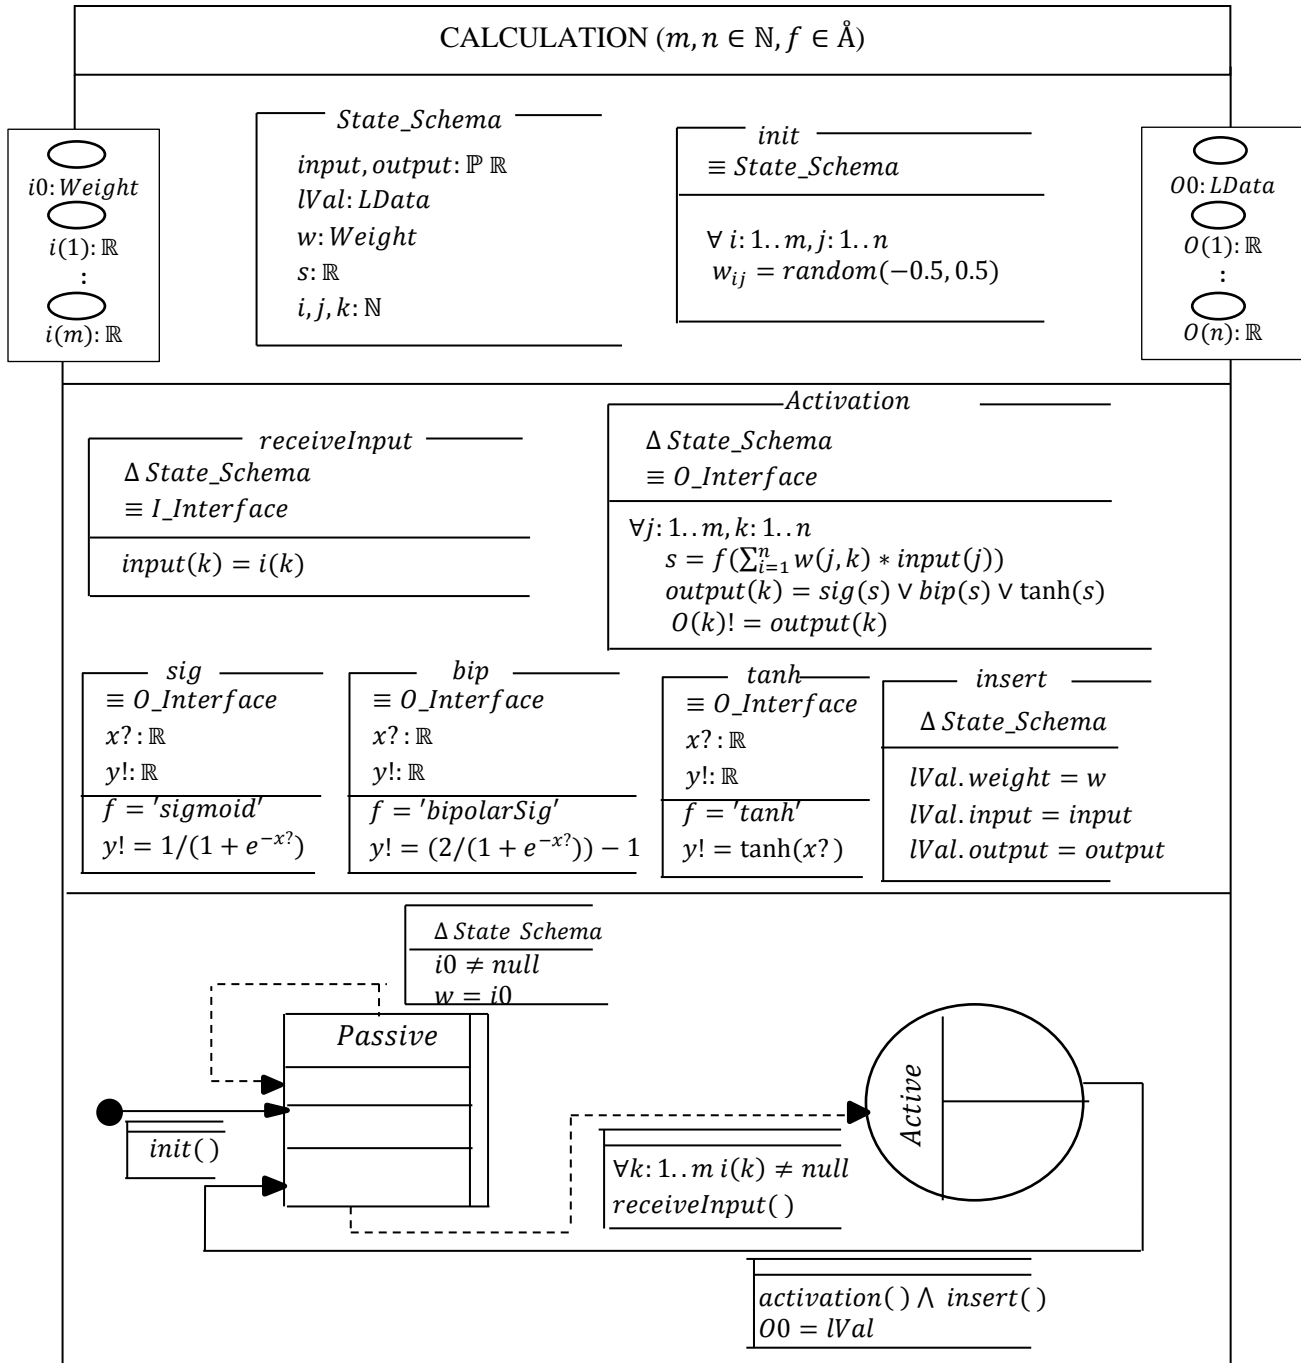 CALCULATION (m, n ∈ ℕ, f ∈ Å)
i0: Weight
i(1): ℝ
:
i(m): ℝ
State_Schema
input, output: ℙ ℝ
lVal: LData
w: Weight
s: ℝ
i, j, k: ℕ
init
≡ State_Schema
∀ i: 1..m, j: 1..n
w_{ij} = random(−0.5, 0.5)
O0: LData
O(1): ℝ
:
O(n): ℝ
receiveInput
Δ State_Schema
≡ I_Interface
input(k) = i(k)
Activation
Δ State_Schema
≡ O_Interface
∀j: 1..m, k: 1..n
s = f(∑_{i=1}^{n} w(j, k) ∗ input(j))
output(k) = sig(s) ∨ bip(s) ∨ tanh(s)
O(k)! = output(k)
sig
≡ O_Interface
x?: ℝ
y!: ℝ
f = 'sigmoid'
y! = 1/(1 + e^{−x?})
bip
≡ O_Interface
x?: ℝ
y!: ℝ
f = 'bipolarSig'
y! = (2/(1 + e^{−x?})) − 1
tanh
≡ O_Interface
x?: ℝ
y!: ℝ
f = 'tanh'
y! = tanh(x?)
insert
Δ State_Schema
lVal.weight = w
lVal.input = input
lVal.output = output
Δ State Schema
i0 ≠ null
w = i0
Passive
init()
Active
∀k: 1..m i(k) ≠ null
receiveInput()
activation() ⋀ insert()
O0 = lVal